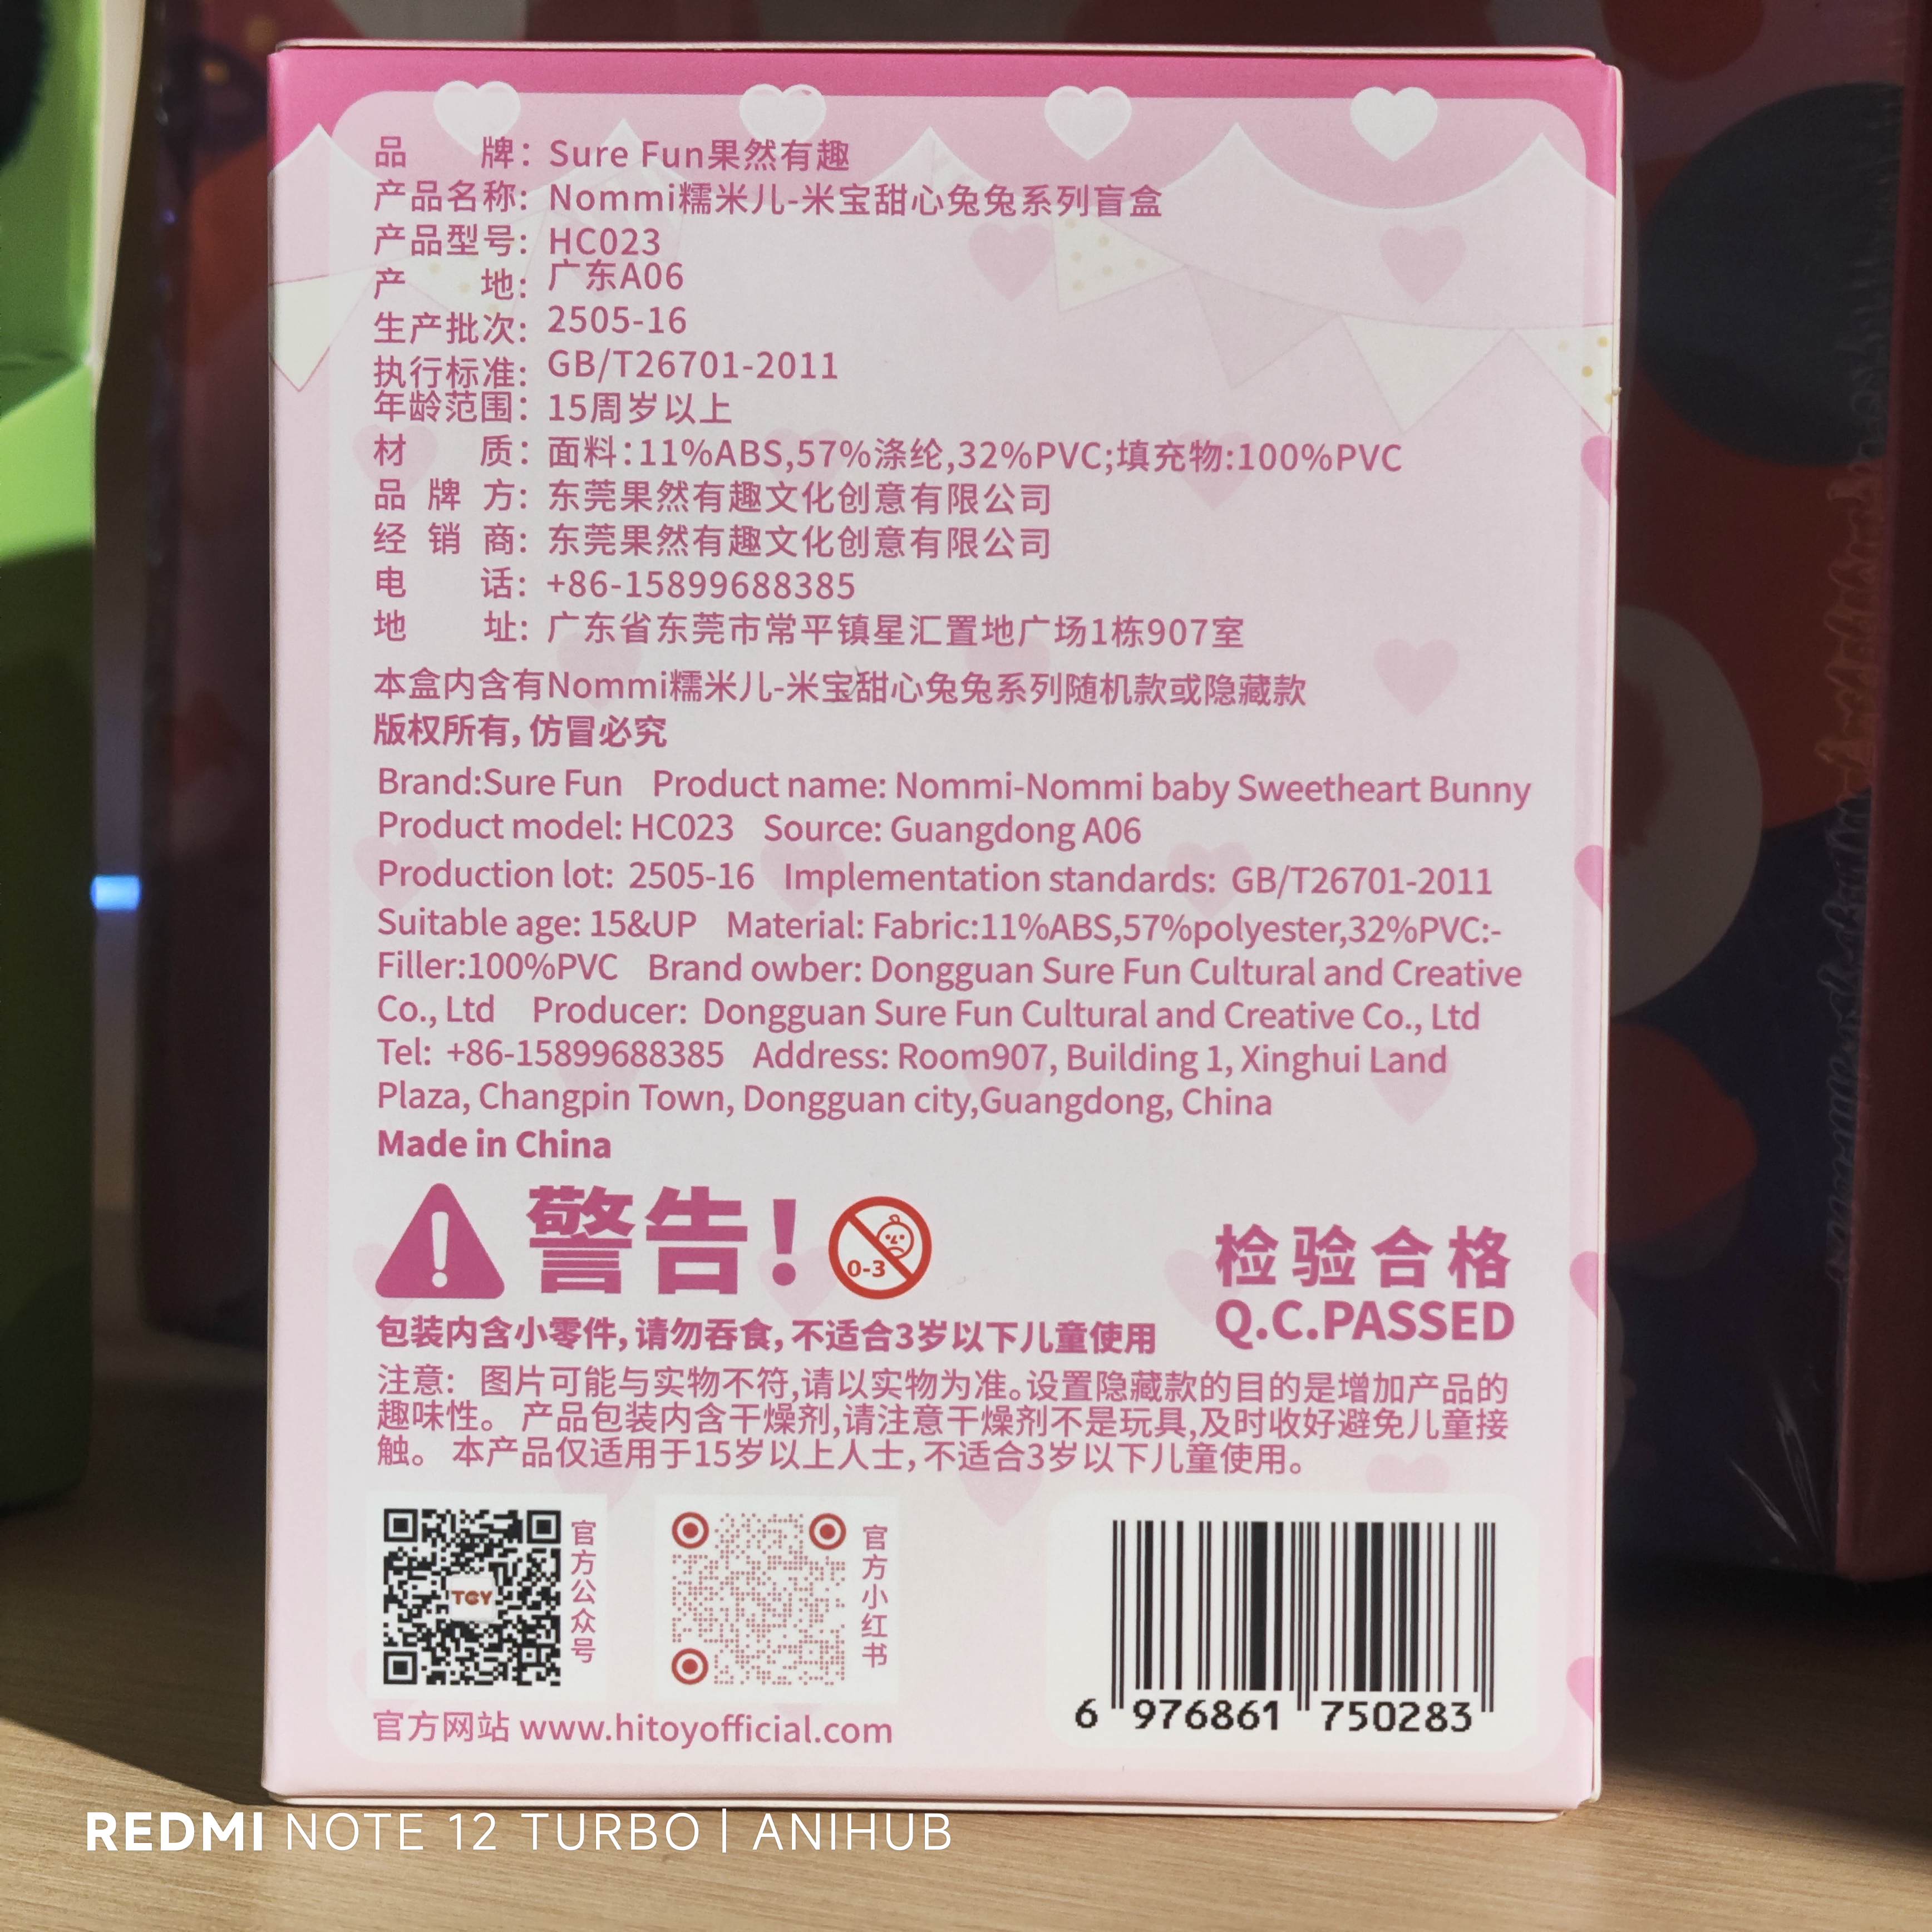 品 牌：Sure Fun果然有趣
产品名称：Nommi糯米儿-米宝甜心兔兔系列盲盒
产品型号：HC023
产 地：广东A06
生产批次：2505-16
执行标准：GB/T26701-2011
年龄范围：15周岁以上
材 质：面料:11%ABS,57%涤纶,32%PVC;填充物:100%PVC
品 牌 方：东莞果然有趣文化创意有限公司
经 销 商：东莞果然有趣文化创意有限公司
电 话：+86-15899688385
地 址：广东省东莞市常平镇星汇置地广场1栋907室
本盒内含有Nommi糯米儿-米宝甜心兔兔系列随机款或隐藏款
版权所有，仿冒必究
Brand:Sure Fun Product name: Nommi-Nommi baby Sweetheart Bunny
Product model: HC023 Source: Guangdong A06
Production lot: 2505-16 Implementation standards: GB/T26701-2011
Suitable age: 15&UP Material: Fabric:11%ABS,57%polyester,32%PVC:-
Filler:100%PVC Brand owber: Dongguan Sure Fun Cultural and Creative
Co., Ltd Producer: Dongguan Sure Fun Cultural and Creative Co., Ltd
Tel: +86-15899688385 Address: Room907, Building 1, Xinghui Land
Plaza, Changpin Town, Dongguan city,Guangdong, China
Made in China
警告！
0-3
检验合格
Q.C.PASSED
包装内含小零件，请勿吞食，不适合3岁以下儿童使用
注意： 图片可能与实物不符,请以实物为准。设置隐藏款的目的是增加产品的
趣味性。 产品包装内含干燥剂,请注意干燥剂不是玩具,及时收好避免儿童接
触。 本产品仅适用于15岁以上人士，不适合3岁以下儿童使用。
TOY
官方公众号
官方小红书
官方网站 www.hitoyofficial.com
6 976861 750283
REDMI NOTE 12 TURBO | ANIHUB